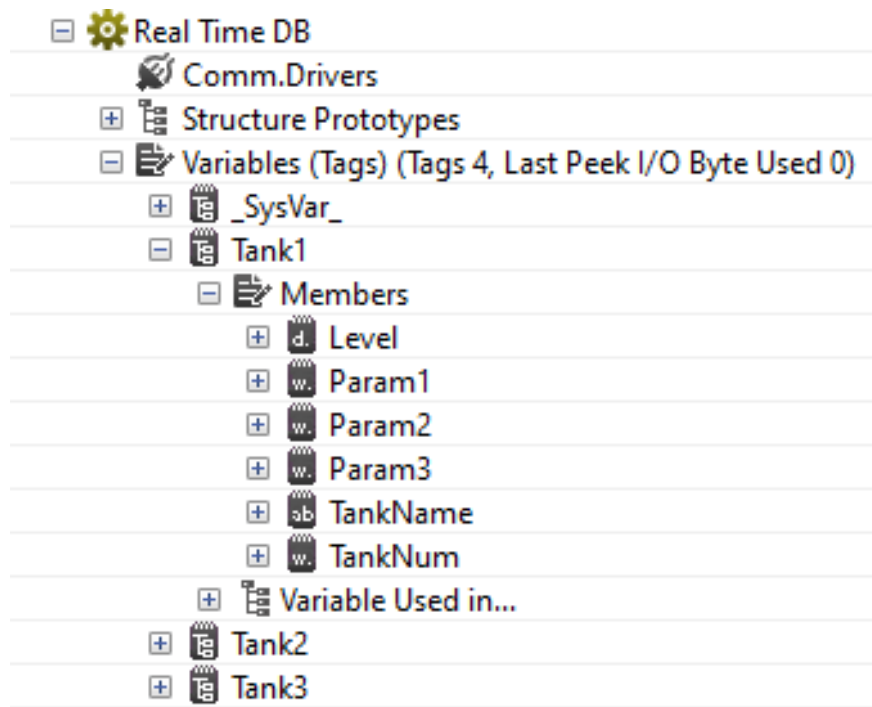 Real Time DB
Comm.Drivers
Structure Prototypes
Variables (Tags) (Tags 4, Last Peek I/O Byte Used 0)
_SysVar_
Tank1
Members
d. Level
w. Param1
w. Param2
w. Param3
ab TankName
w. TankNum
Variable Used in...
Tank2
Tank3